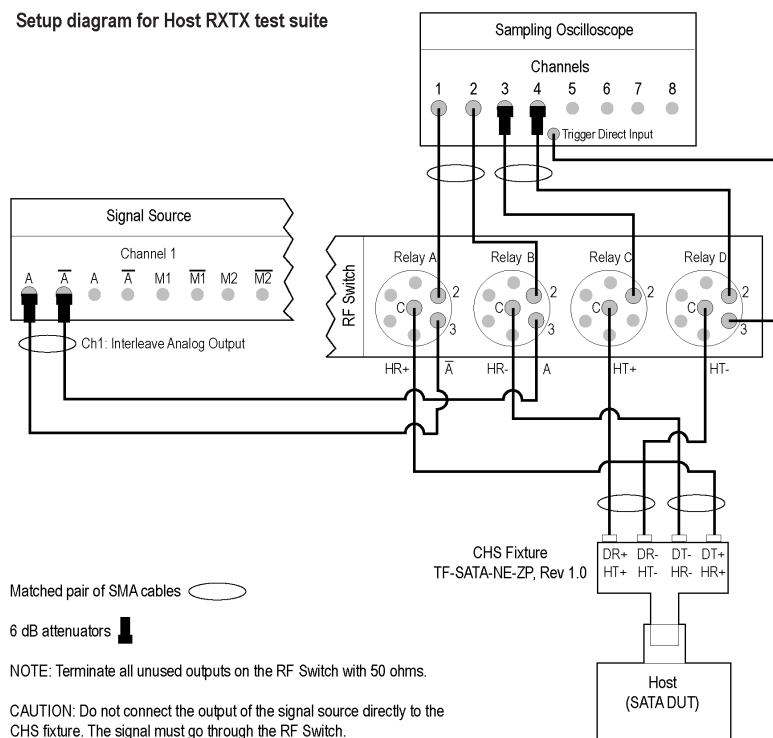 Setup diagram for Host RXTX test suite
Sampling Oscilloscope
Channels
1 2 3 4 5 6 7 8
Trigger Direct Input
Signal Source
Channel 1
A A̅ A A̅ M1 M̅1̅ M2 M̅2̅
Ch1: Interleave Analog Output
RF Switch
Relay A Relay B Relay C Relay D
C 2 C 2 C 2 C 2
3 3 3
HR+ A̅ HR- A HT+ HT-
CHS Fixture
TF-SATA-NE-ZP, Rev 1.0
DR+ DR- DT- DT+
HT+ HT- HR- HR+
Host
(SATA DUT)
Matched pair of SMA cables
6 dB attenuators
NOTE: Terminate all unused outputs on the RF Switch with 50 ohms.
CAUTION: Do not connect the output of the signal source directly to the
CHS fixture. The signal must go through the RF Switch.